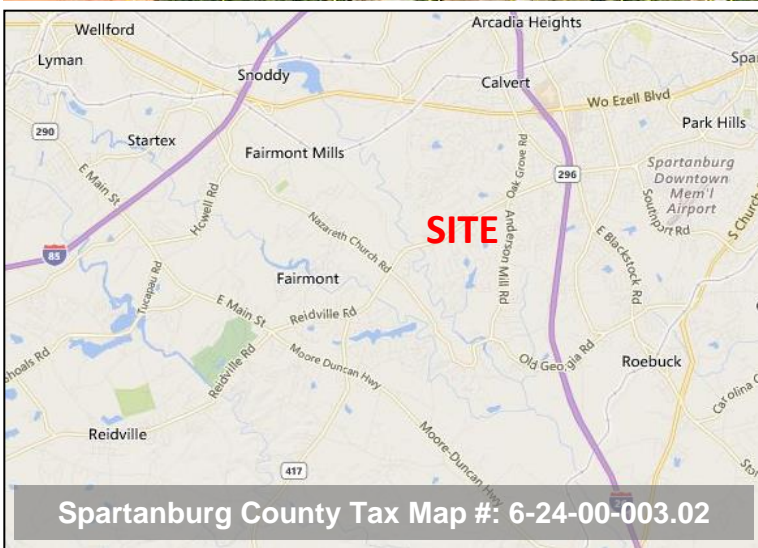 Wellford
Arcadia Heights
Lyman
Snoddy
Calvert
Wo Ezell Blvd
290
Startex
Park Hills
E Main St
Fairmont Mills
Oak Grove Rd
296
Spartanburg
Downtown
Mem'l
Airport
Howell Rd
Nazareth Church Rd
SITE
Anderson Mill Rd
Southport Rd
S Church
E Blackstock Rd
85
Tucapau Rd
Fairmont
E Main St
Reidville Rd
Reidville Rd
Moore Duncan Hwy
Old Georgia Rd
Roebuck
Shoals Rd
Carolina
Reidville
417
Moore-Duncan Hwy
Spartanburg County Tax Map #: 6-24-00-003.02